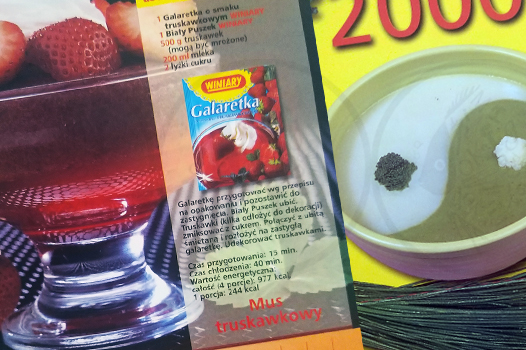 2000
1 Galaretka o smaku
truskawkowym WINIARY
1 Biały Puszek WINIARY
500 g truskawek
(mogą być mrożone)
200 ml mleka
łyżki cukru
WINIARY
Galaretka
Galaretkę przygotować wg przepisu
na opakowaniu i pozostawić do
zastygnięcia. Biały Puszek ubić.
Truskawki (kilka odłożyć do dekoracji)
zmiksować z cukrem. Połączyć z ubitą
śmietaną i rozłożyć na zastygłą
galaretkę. Udekorować truskawkami.
Czas przygotowania: 15 min.
Czas chłodzenia: 40 min.
Wartość energetyczna:
całość (4 porcje): 977 kcal
1 porcja: 244 kcal
Mus
truskawkowy